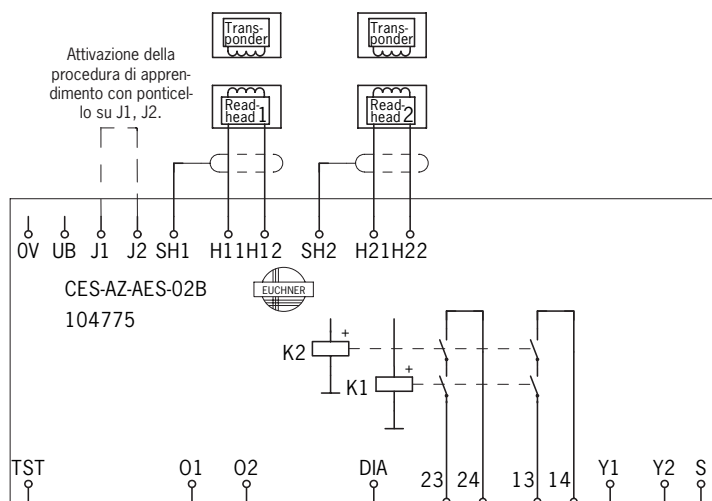 Trans-
ponder
Trans-
ponder
Attivazione della
procedura di appren-
dimento con ponticel-
lo su J1, J2.
Read-
head 1
Read-
head 2
0V UB J1 J2 SH1 H11 H12 SH2 H21 H22
CES-AZ-AES-02B
EUCHNER
104775
+
K2
+
K1
TST O1 O2 DIA 23 24 13 14 Y1 Y2 S